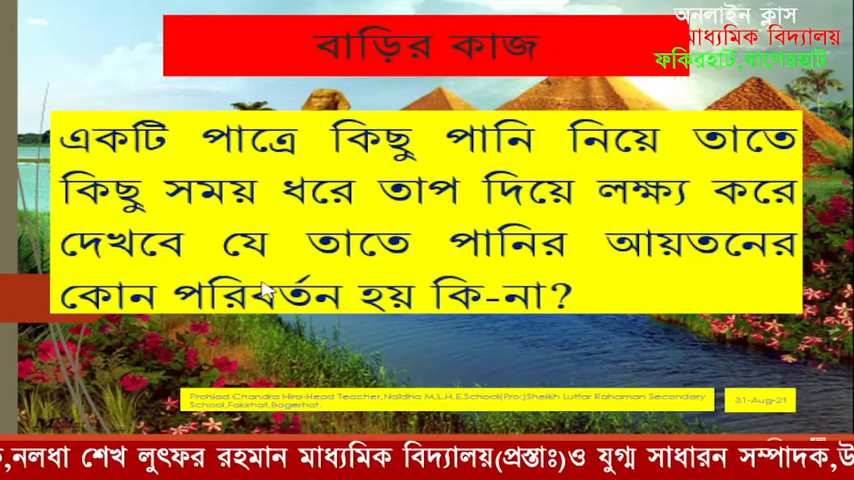 অনলাইন ক্লাস
মাধ্যমিক বিদ্যালয়
ফকিরহাট,বাগেরহাট
বাড়ির কাজ
একটি পাত্রে কিছু পানি নিয়ে তাতে
কিছু সময় ধরে তাপ দিয়ে লক্ষ্য করে
দেখবে যে তাতে পানির আয়তনের
কোন পরিবর্তন হয় কি-না?
Prohlad Chandra Hira-Head Teacher,Naldha M.L.H.E.School(Pro:)Sheikh Lutfar Rahaman Secondary
School,Fakirhat,Bagerhat.
31-Aug-21
,নলধা শেখ লুৎফর রহমান মাধ্যমিক বিদ্যালয়(প্রস্তাঃ)ও যুগ্ম সাধারন সম্পাদক,